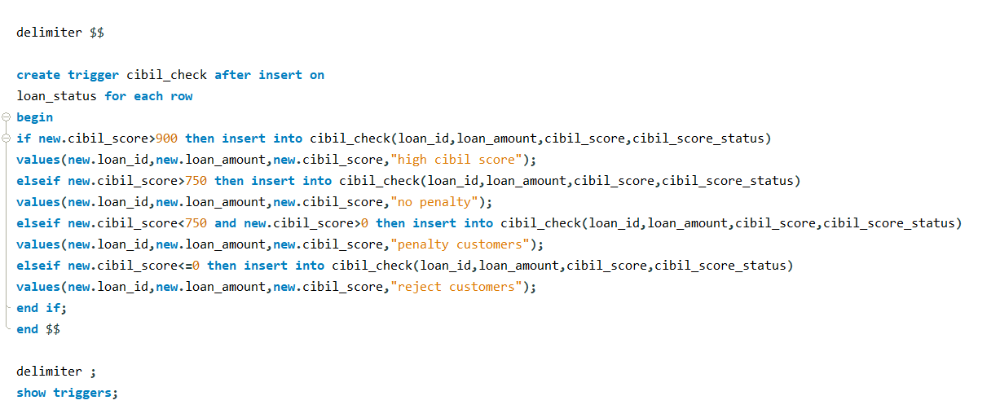 delimiter $$
create trigger cibil_check after insert on
loan_status for each row
begin
if new.cibil_score>900 then insert into cibil_check(loan_id,loan_amount,cibil_score,cibil_score_status)
values(new.loan_id,new.loan_amount,new.cibil_score,"high cibil score");
elseif new.cibil_score>750 then insert into cibil_check(loan_id,loan_amount,cibil_score,cibil_score_status)
values(new.loan_id,new.loan_amount,new.cibil_score,"no penalty");
elseif new.cibil_score<750 and new.cibil_score>0 then insert into cibil_check(loan_id,loan_amount,cibil_score,cibil_score_status)
values(new.loan_id,new.loan_amount,new.cibil_score,"penalty customers");
elseif new.cibil_score<=0 then insert into cibil_check(loan_id,loan_amount,cibil_score,cibil_score_status)
values(new.loan_id,new.loan_amount,new.cibil_score,"reject customers");
end if;
end $$
delimiter ;
show triggers;